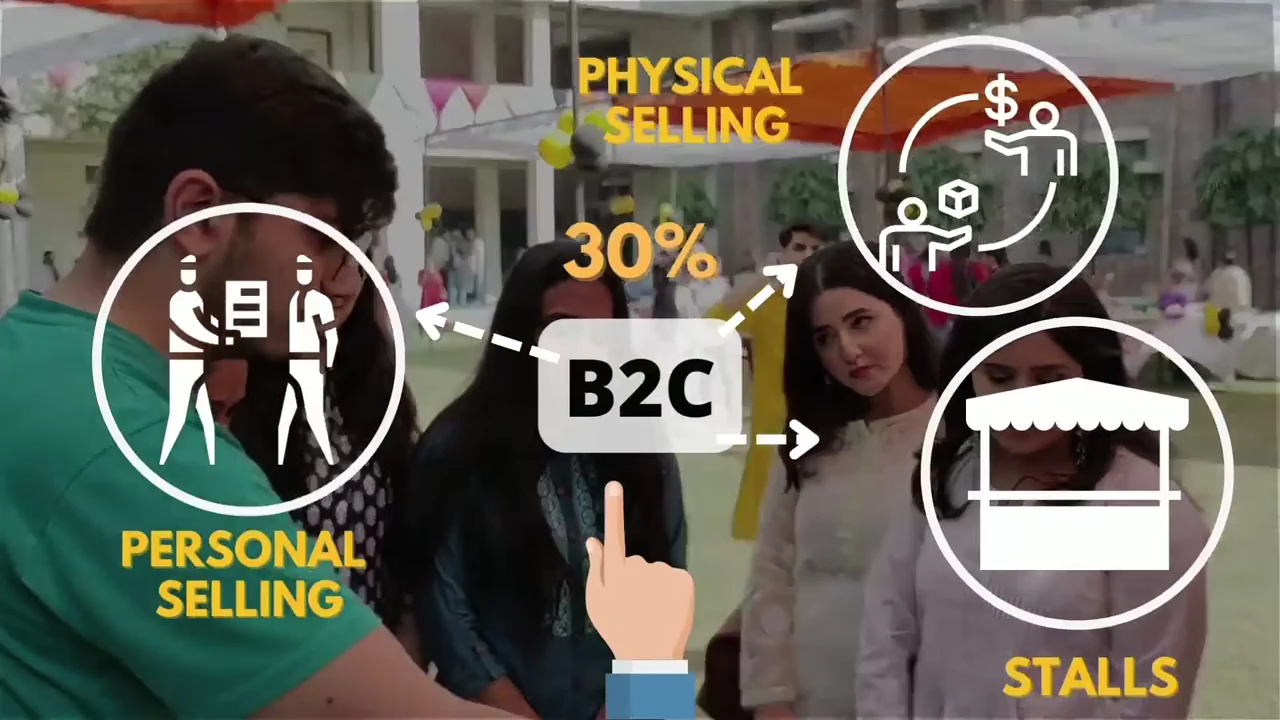 PHYSICAL
SELLING
30%
B2C
PERSONAL
SELLING
STALLS